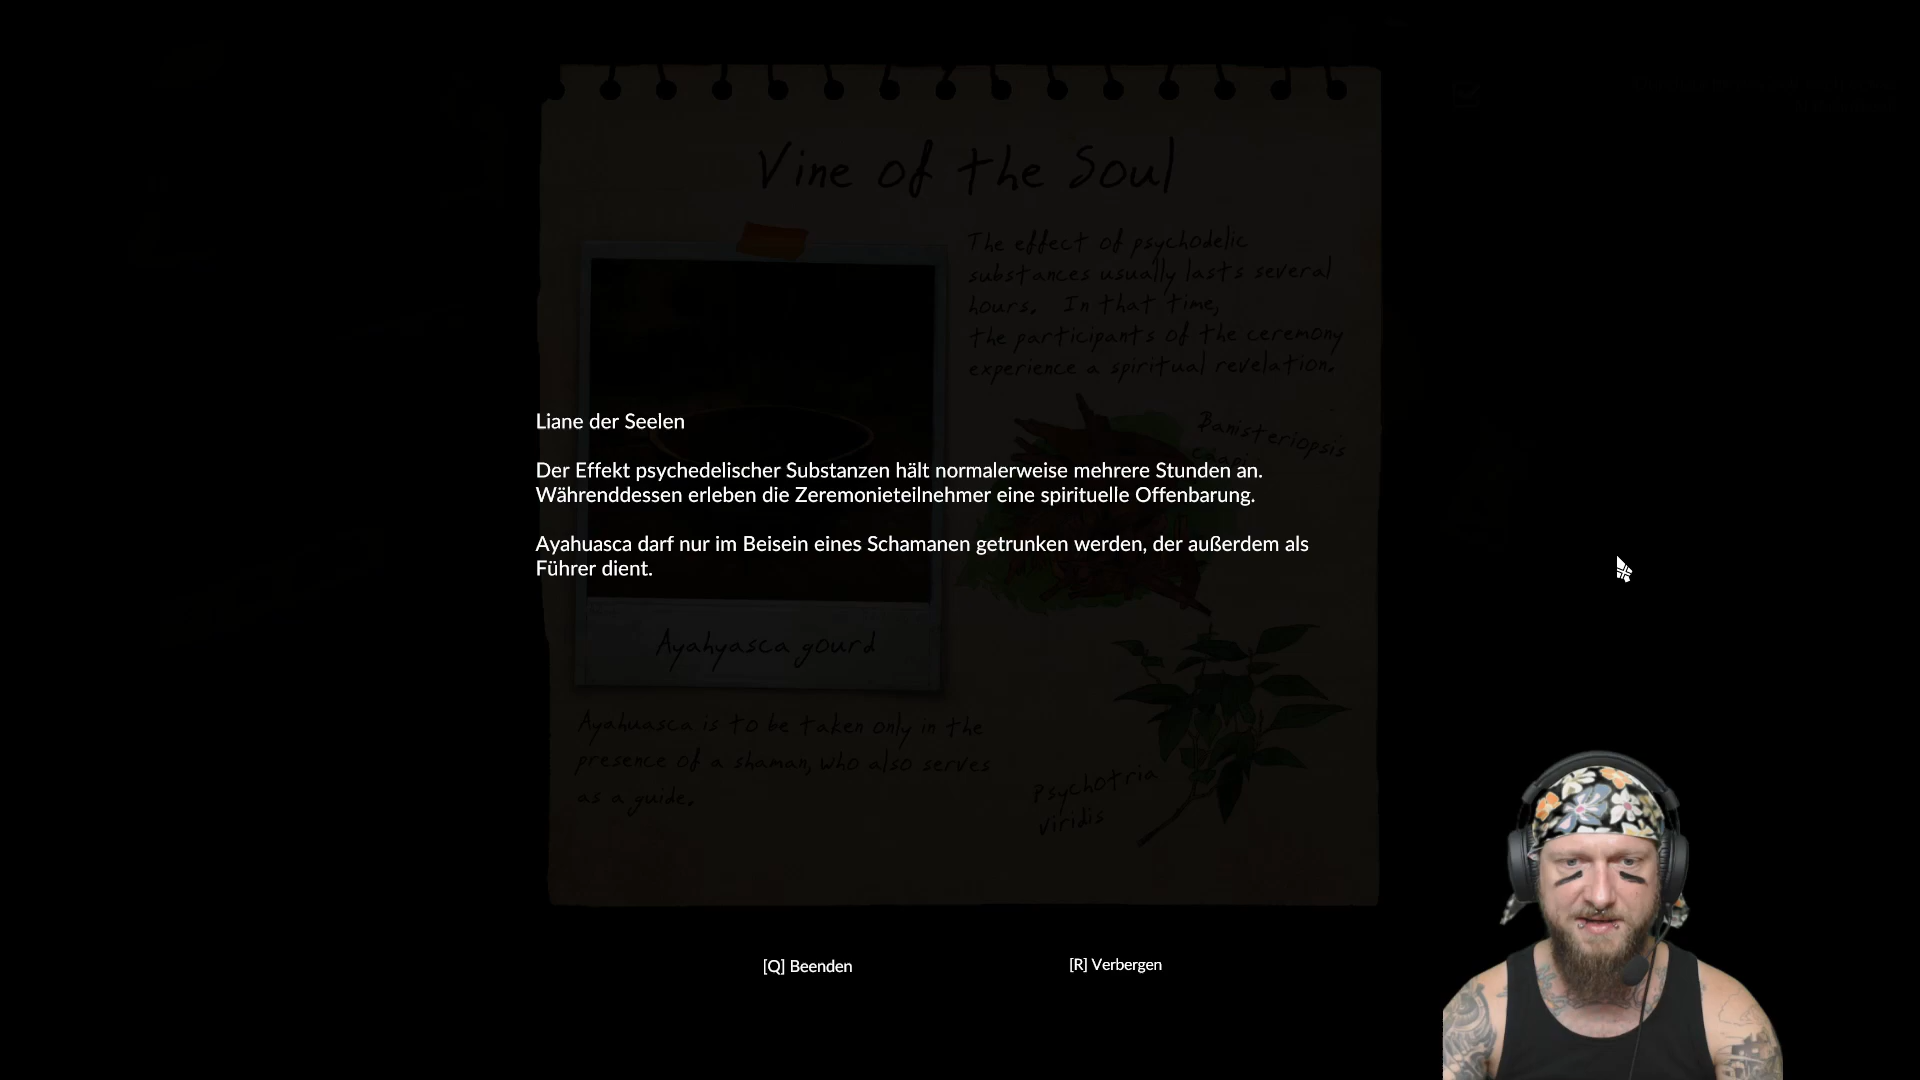 Vine of the Soul
The effect of psychodelic
substances usually lasts several
hours. In that time,
the participants of the ceremony
experience a spiritual revelation.
Banisteriopsis
caapi
Liane der Seelen
Der Effekt psychedelischer Substanzen hält normalerweise mehrere Stunden an.
Währenddessen erleben die Zeremonieteilnehmer eine spirituelle Offenbarung.
Ayahuasca darf nur im Beisein eines Schamanen getrunken werden, der außerdem als
Führer dient.
Ayahyasca gourd
Ayahuasca is to be taken only in the
presence of a shaman, who also serves
as a guide.
Psychotria
viridis
[Q] Beenden
[R] Verbergen